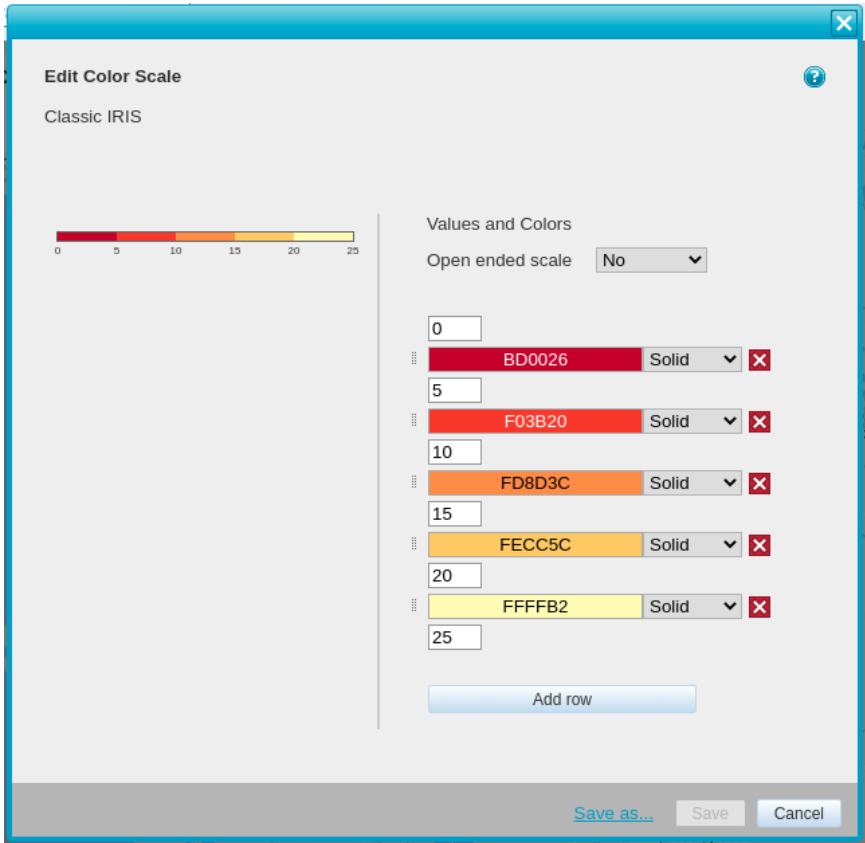 Edit Color Scale
?
Classic IRIS
0 5 10 15 20 25
Values and Colors
Open ended scale No
0
BD0026 Solid
5
F03B20 Solid
10
FD8D3C Solid
15
FECC5C Solid
20
FFFFB2 Solid
25
Add row
Save as... Save Cancel